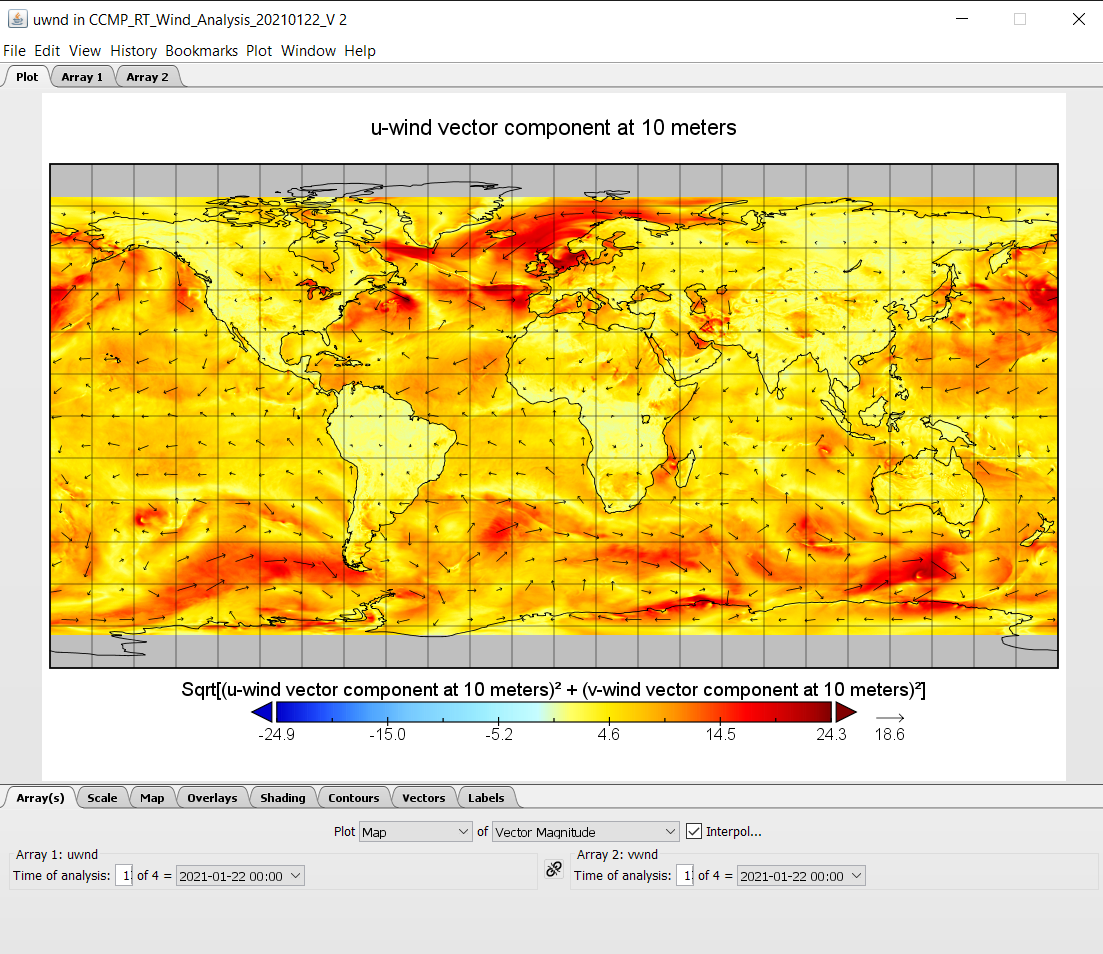 uwnd in CCMP_RT_Wind_Analysis_20210122_V 2
File Edit View History Bookmarks Plot Window Help
Plot Array 1 Array 2
u-wind vector component at 10 meters
Sqrt[(u-wind vector component at 10 meters)² + (v-wind vector component at 10 meters)²]
-24.9 -15.0 -5.2 4.6 14.5 24.3 18.6
Array(s) Scale Map Overlays Shading Contours Vectors Labels
Plot Map of Vector Magnitude Interpol...
Array 1: uwnd Array 2: vwnd
Time of analysis: 1 of 4 = 2021-01-22 00:00 Time of analysis: 1 of 4 = 2021-01-22 00:00